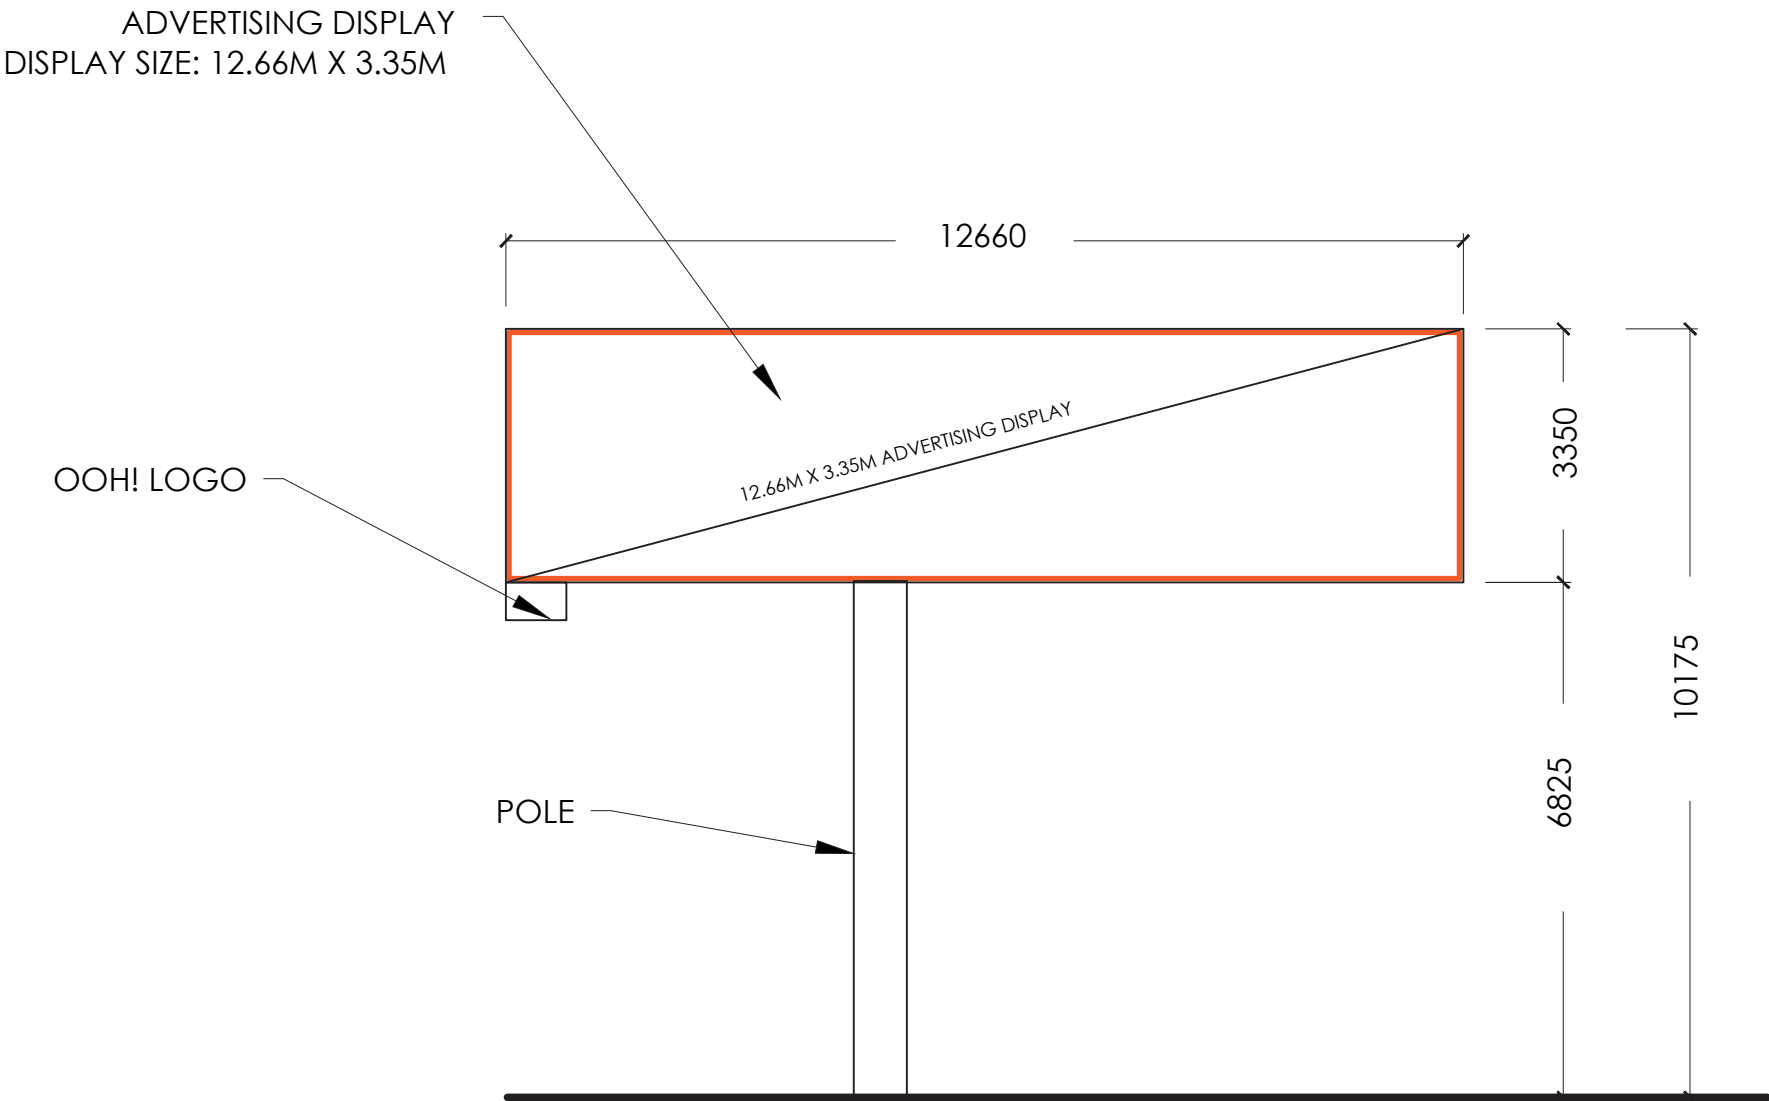 ADVERTISING DISPLAY
DISPLAY SIZE: 12.66M X 3.35M
12660
3350
12.66M X 3.35M ADVERTISING DISPLAY
OOH! LOGO
10175
6825
POLE